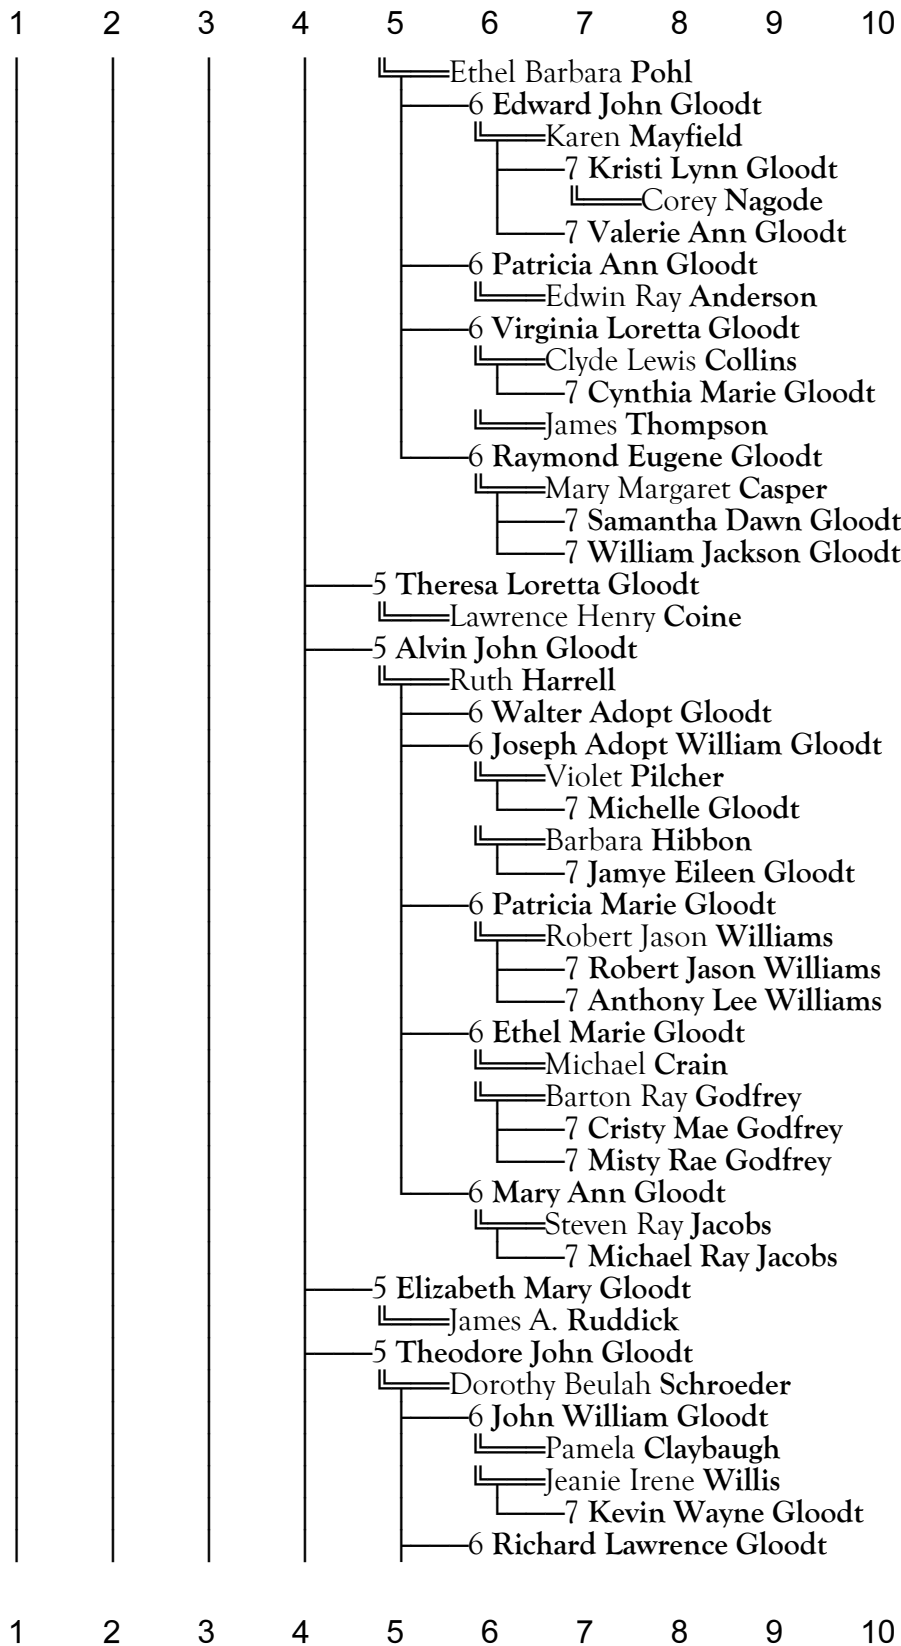 1 2 3 4 5 6 7 8 9 10
Ethel Barbara Pohl
6 Edward John Gloodt
Karen Mayfield
7 Kristi Lynn Gloodt
Corey Nagode
7 Valerie Ann Gloodt
6 Patricia Ann Gloodt
Edwin Ray Anderson
6 Virginia Loretta Gloodt
Clyde Lewis Collins
7 Cynthia Marie Gloodt
James Thompson
6 Raymond Eugene Gloodt
Mary Margaret Casper
7 Samantha Dawn Gloodt
7 William Jackson Gloodt
5 Theresa Loretta Gloodt
Lawrence Henry Coine
5 Alvin John Gloodt
Ruth Harrell
6 Walter Adopt Gloodt
6 Joseph Adopt William Gloodt
Violet Pilcher
7 Michelle Gloodt
Barbara Hibbon
7 Jamye Eileen Gloodt
6 Patricia Marie Gloodt
Robert Jason Williams
7 Robert Jason Williams
7 Anthony Lee Williams
6 Ethel Marie Gloodt
Michael Crain
Barton Ray Godfrey
7 Cristy Mae Godfrey
7 Misty Rae Godfrey
6 Mary Ann Gloodt
Steven Ray Jacobs
7 Michael Ray Jacobs
5 Elizabeth Mary Gloodt
James A. Ruddick
5 Theodore John Gloodt
Dorothy Beulah Schroeder
6 John William Gloodt
Pamela Claybaugh
Jeanie Irene Willis
7 Kevin Wayne Gloodt
6 Richard Lawrence Gloodt
1 2 3 4 5 6 7 8 9 10